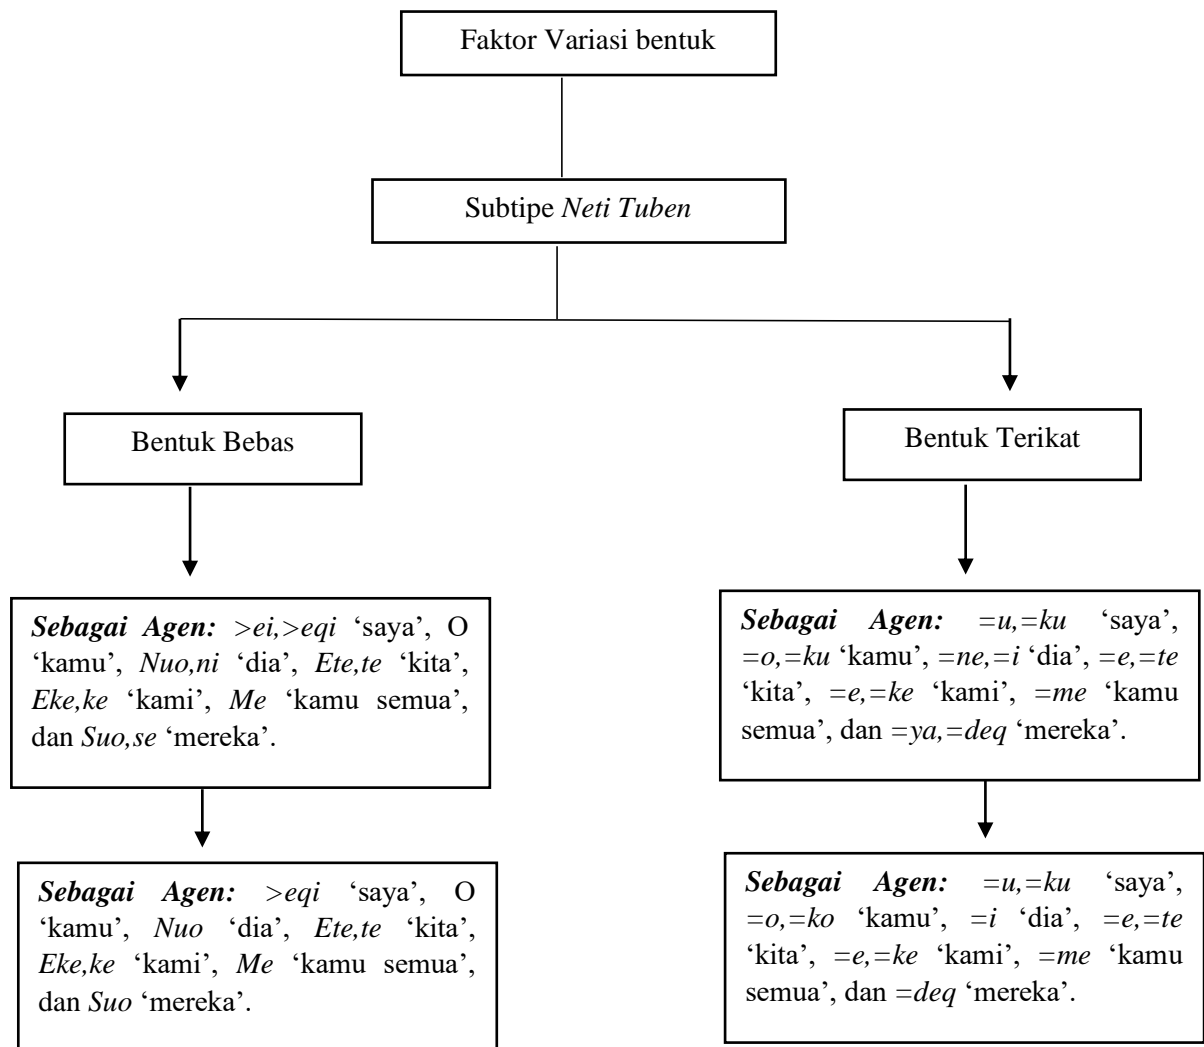 Faktor Variasi bentuk
Subtipe Neti Tuben
Bentuk Bebas
Bentuk Terikat
Sebagai Agen: >ei,>eqi ‘saya’, O
‘kamu’, Nuo,ni ‘dia’, Ete,te ‘kita’,
Eke,ke ‘kami’, Me ‘kamu semua’,
dan Suo,se ‘mereka’.
Sebagai Agen: =u,=ku ‘saya’,
=o,=ku ‘kamu’, =ne,=i ‘dia’, =e,=te
‘kita’, =e,=ke ‘kami’, =me ‘kamu
semua’, dan =ya,=deq ‘mereka’.
Sebagai Agen: >eqi ‘saya’, O
‘kamu’, Nuo ‘dia’, Ete,te ‘kita’,
Eke,ke ‘kami’, Me ‘kamu semua’,
dan Suo ‘mereka’.
Sebagai Agen: =u,=ku ‘saya’,
=o,=ko ‘kamu’, =i ‘dia’, =e,=te
‘kita’, =e,=ke ‘kami’, =me ‘kamu
semua’, dan =deq ‘mereka’.